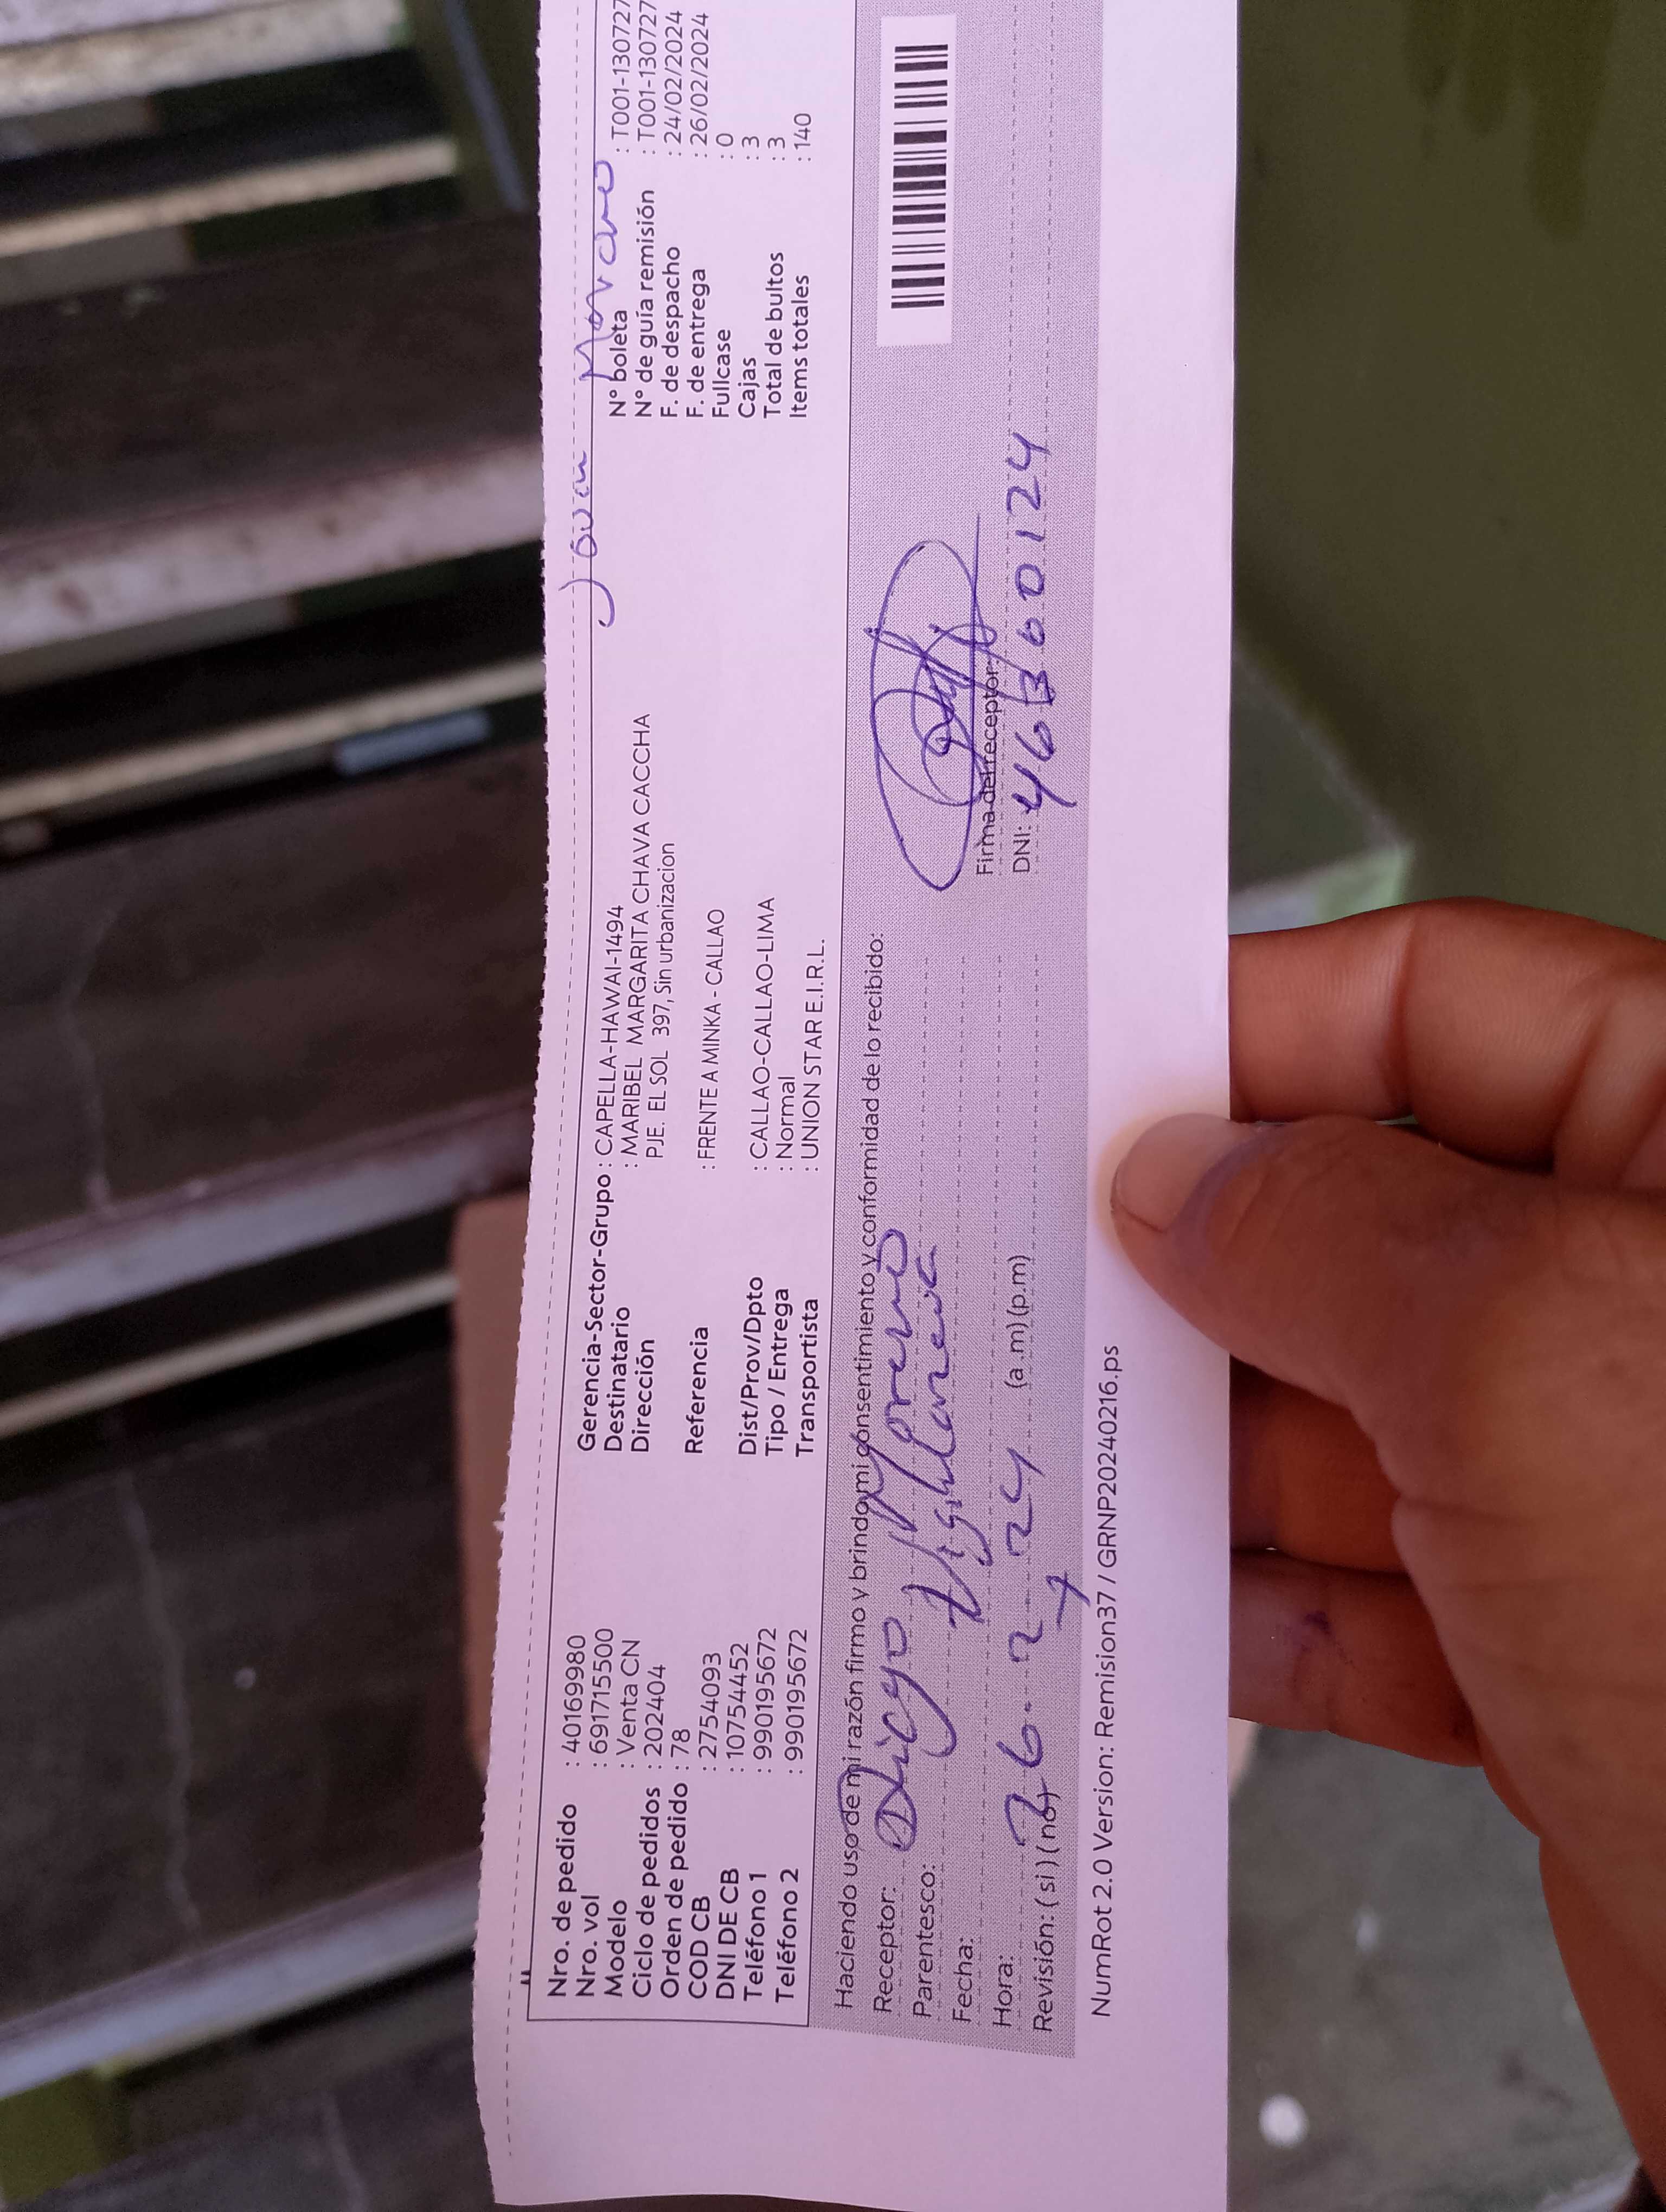 Jovan Moreno
Nro. de pedido : 40169980
Nro. vol : 691715500
Modelo : Venta CN
Ciclo de pedidos : 202404
Orden de pedido : 78
COD CB : 2754093
DNI DE CB : 10754452
Teléfono 1 : 990195672
Teléfono 2 : 990195672
Gerencia-Sector-Grupo : CAPELLA-HAWAI-1494
Destinatario : MARIBEL MARGARITA CHAVA CACCHA
Dirección PJE. EL SOL 397, Sin urbanizacion
Referencia : FRENTE A MINKA - CALLAO
Dist/Prov/Dpto : CALLAO-CALLAO-LIMA
Tipo / Entrega : Normal
Transportista : UNION STAR E.I.R.L.
N° boleta : T001-130727
N° de guía remisión : T001-130727
F. de despacho : 24/02/2024
F. de entrega : 26/02/2024
Fullcase : 0
Cajas : 3
Total de bultos : 3
Items totales : 140
Haciendo uso de mi razón firmo y brindo mi consentimiento y conformidad de lo recibido:
Receptor: Dieyo Moreno
Parentesco: Vigilancia
Fecha:
Hora: 26-2-24 (a.m)(p.m)
Revisión: (si)(no)
Firma del receptor:
DNI: 46360124
NumRot 2.0 Version: Remision37 / GRNP20240216.ps